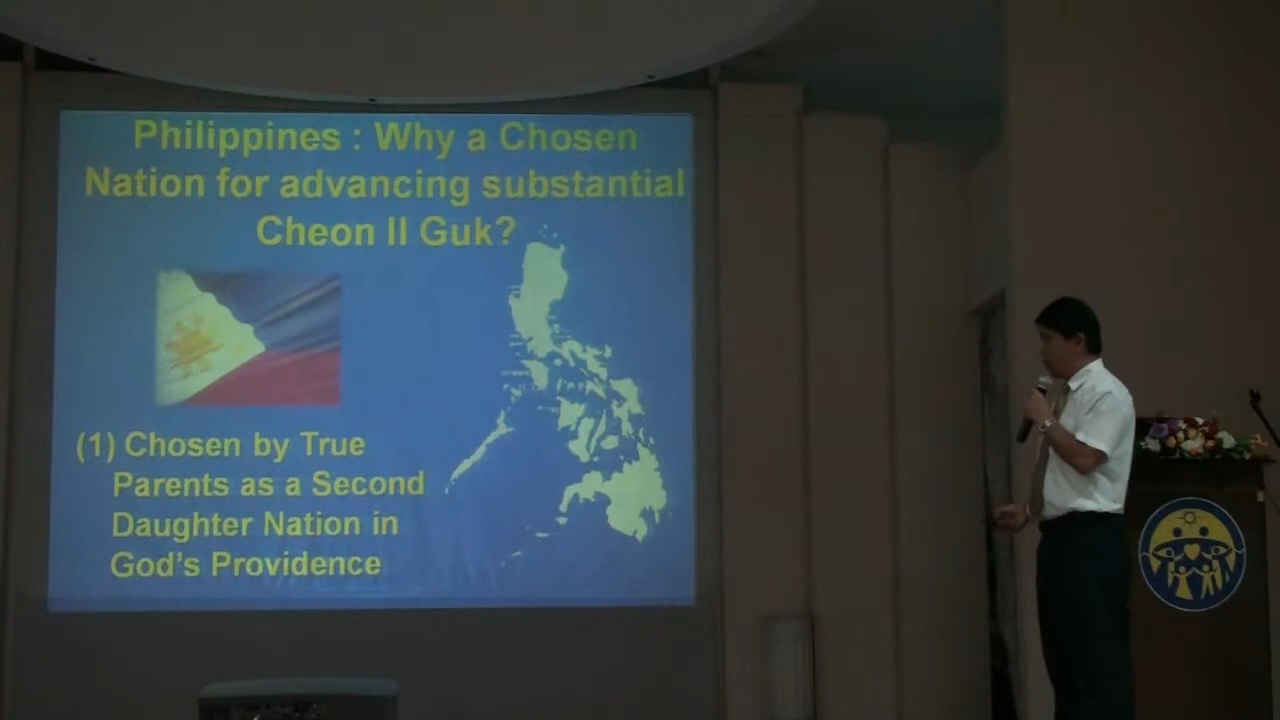 Philippines : Why a Chosen
Nation for advancing substantial
Cheon Il Guk?
(1) Chosen by True
Parents as a Second
Daughter Nation in
God's Providence